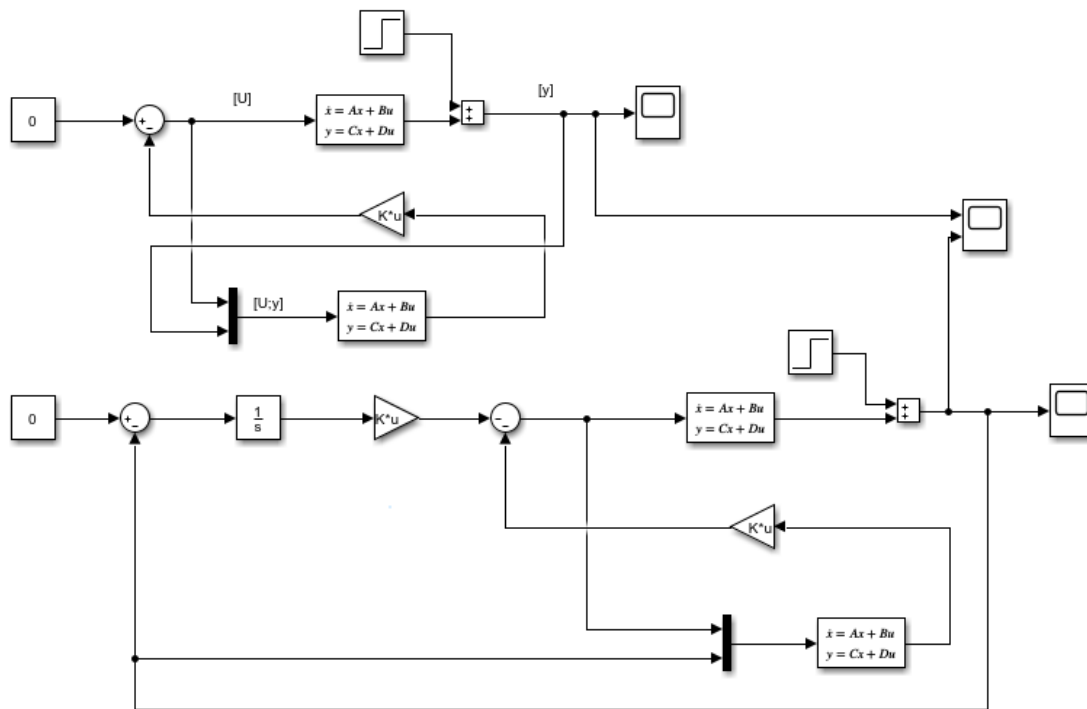 [U]
[y]
0
+
−
ẋ = Ax + Bu
y = Cx + Du
+
+
K*u
[U;y]
ẋ = Ax + Bu
y = Cx + Du
0
+
−
1
s
K*u
−
ẋ = Ax + Bu
y = Cx + Du
+
+
K*u
ẋ = Ax + Bu
y = Cx + Du